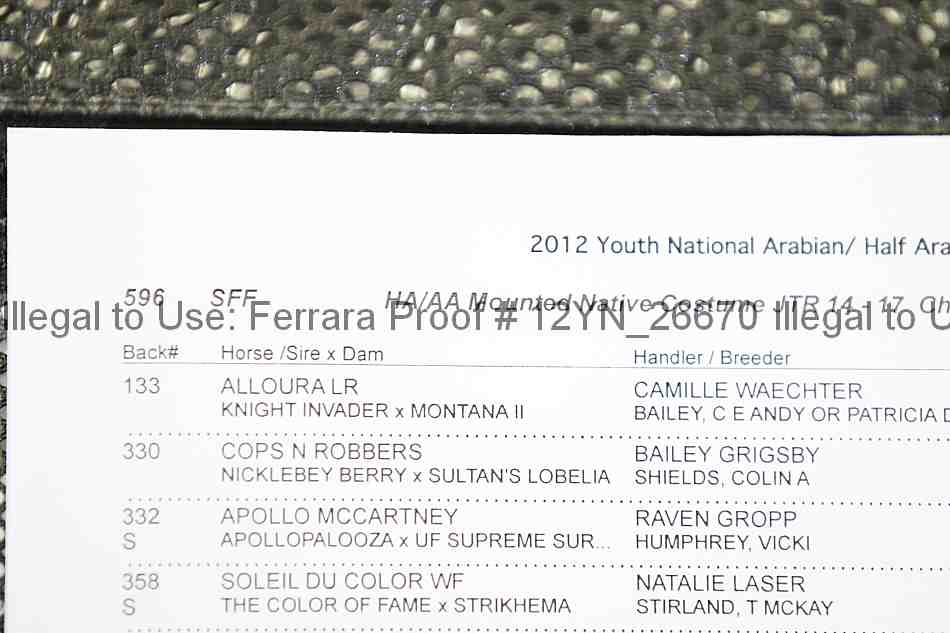 2012 Youth National Arabian/ Half Ara
596 SFF HA/AA Mounted Native Costume JTR 14 - 17, Ch
Illegal to Use: Ferrara Proof # 12YN_26670 Illegal to U
Back# Horse /Sire x Dam Handler / Breeder
133 ALLOURA LR CAMILLE WAECHTER
KNIGHT INVADER x MONTANA II BAILEY, C E ANDY OR PATRICIA D
330 COPS N ROBBERS BAILEY GRIGSBY
NICKLEBEY BERRY x SULTAN'S LOBELIA SHIELDS, COLIN A
332 APOLLO MCCARTNEY RAVEN GROPP
S APOLLOPALOOZA x UF SUPREME SUR... HUMPHREY, VICKI
358 SOLEIL DU COLOR WF NATALIE LASER
S THE COLOR OF FAME x STRIKHEMA STIRLAND, T MCKAY